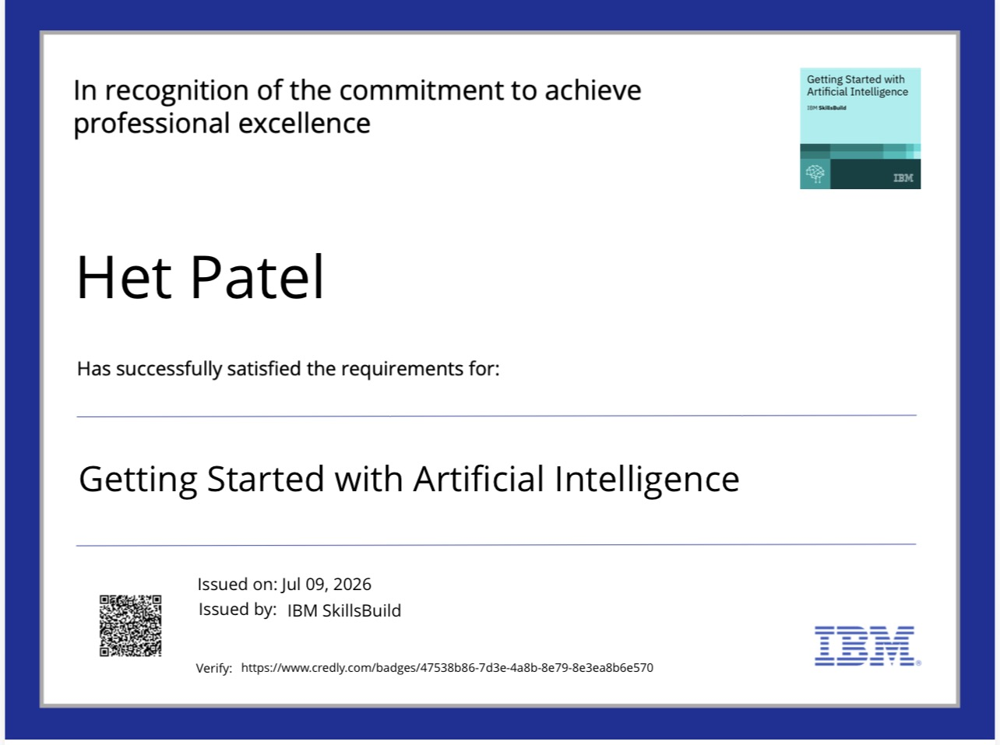 In recognition of the commitment to achieve
professional excellence
Getting Started with
Artificial Intelligence
IBM SkillsBuild
IBM
Het Patel
Has successfully satisfied the requirements for:
Getting Started with Artificial Intelligence
Issued on: Jul 09, 2026
Issued by: IBM SkillsBuild
Verify: https://www.credly.com/badges/47538b86-7d3e-4a8b-8e79-8e3ea8b6e570
IBM®